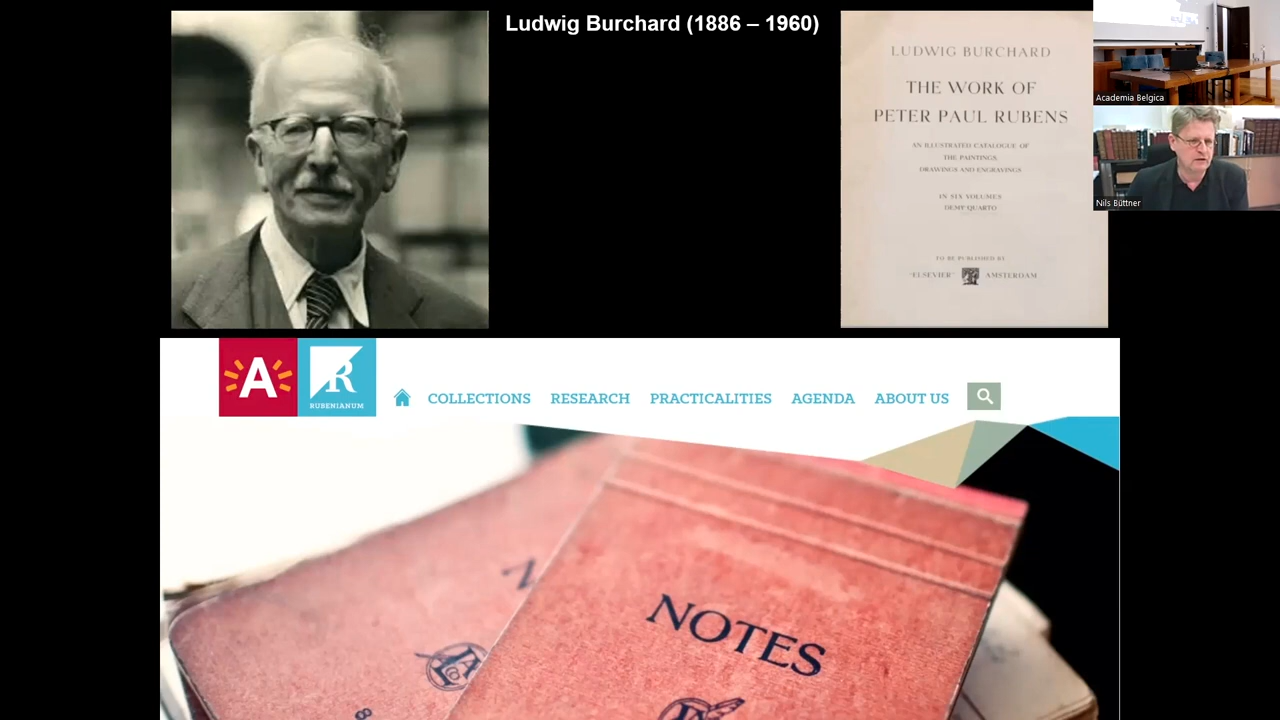 Ludwig Burchard (1886 – 1960)
LUDWIG BURCHARD
THE WORK OF
PETER PAUL RUBENS
AN ILLUSTRATED CATALOGUE OF
THE PAINTINGS,
DRAWINGS AND ENGRAVINGS
IN SIX VOLUMES
DEMY QUARTO
TO BE PUBLISHED BY
"ELSEVIER" AMSTERDAM
Academia Belgica
Nils Büttner
A
R
RUBENIANUM
COLLECTIONS
RESEARCH
PRACTICALITIES
AGENDA
ABOUT US
NOTES
8